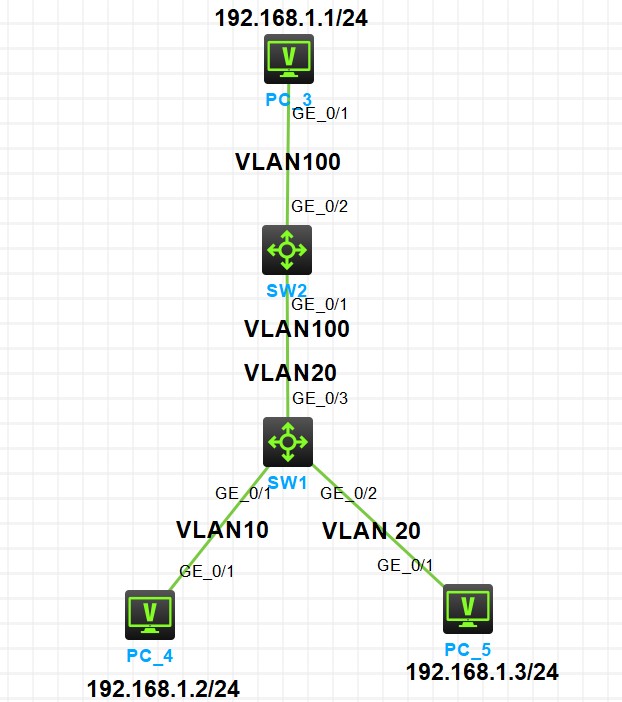 192.168.1.1/24
PC_3
GE_0/1
VLAN100
GE_0/2
SW2
GE_0/1
VLAN100
VLAN20
GE_0/3
SW1
GE_0/1
GE_0/2
VLAN10
VLAN 20
GE_0/1
GE_0/1
PC_4
PC_5
192.168.1.2/24
192.168.1.3/24